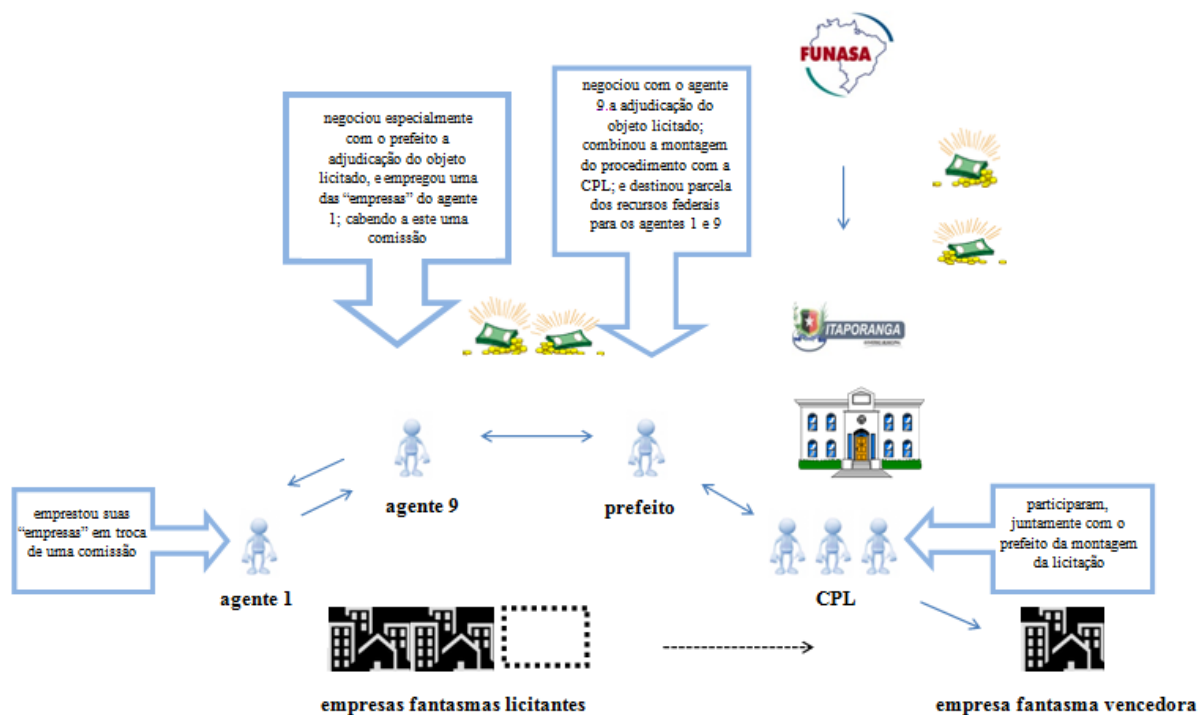 FUNASA
negociou especialmente
com o prefeito a
adjudicação do objeto
licitado, e empregou uma
das “empresas” do agente
1; cabendo a este uma
comissão
negociou com o agente
9.a adjudicação do
objeto licitado;
combinou a montagem
do procedimento com a
CPL; e destinou parcela
dos recursos federais
para os agentes 1 e 9
ITAPORANGA
emprestou suas
“empresas” em troca
de uma comissão
agente 1
agente 9
prefeito
CPL
participaram,
juntamente com o
prefeito da montagem
da licitação
empresas fantasmas licitantes
empresa fantasma vencedora